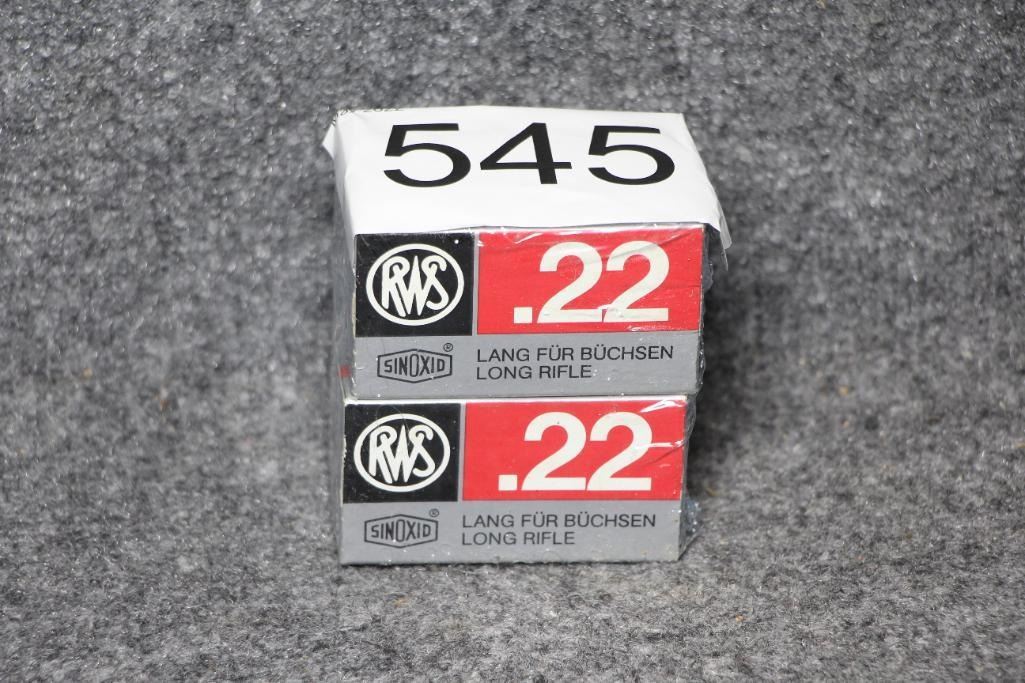 545
RWS
.22
SINOXID®
LANG FÜR BÜCHSEN
LONG RIFLE
RWS
.22
SINOXID®
LANG FÜR BÜCHSEN
LONG RIFLE